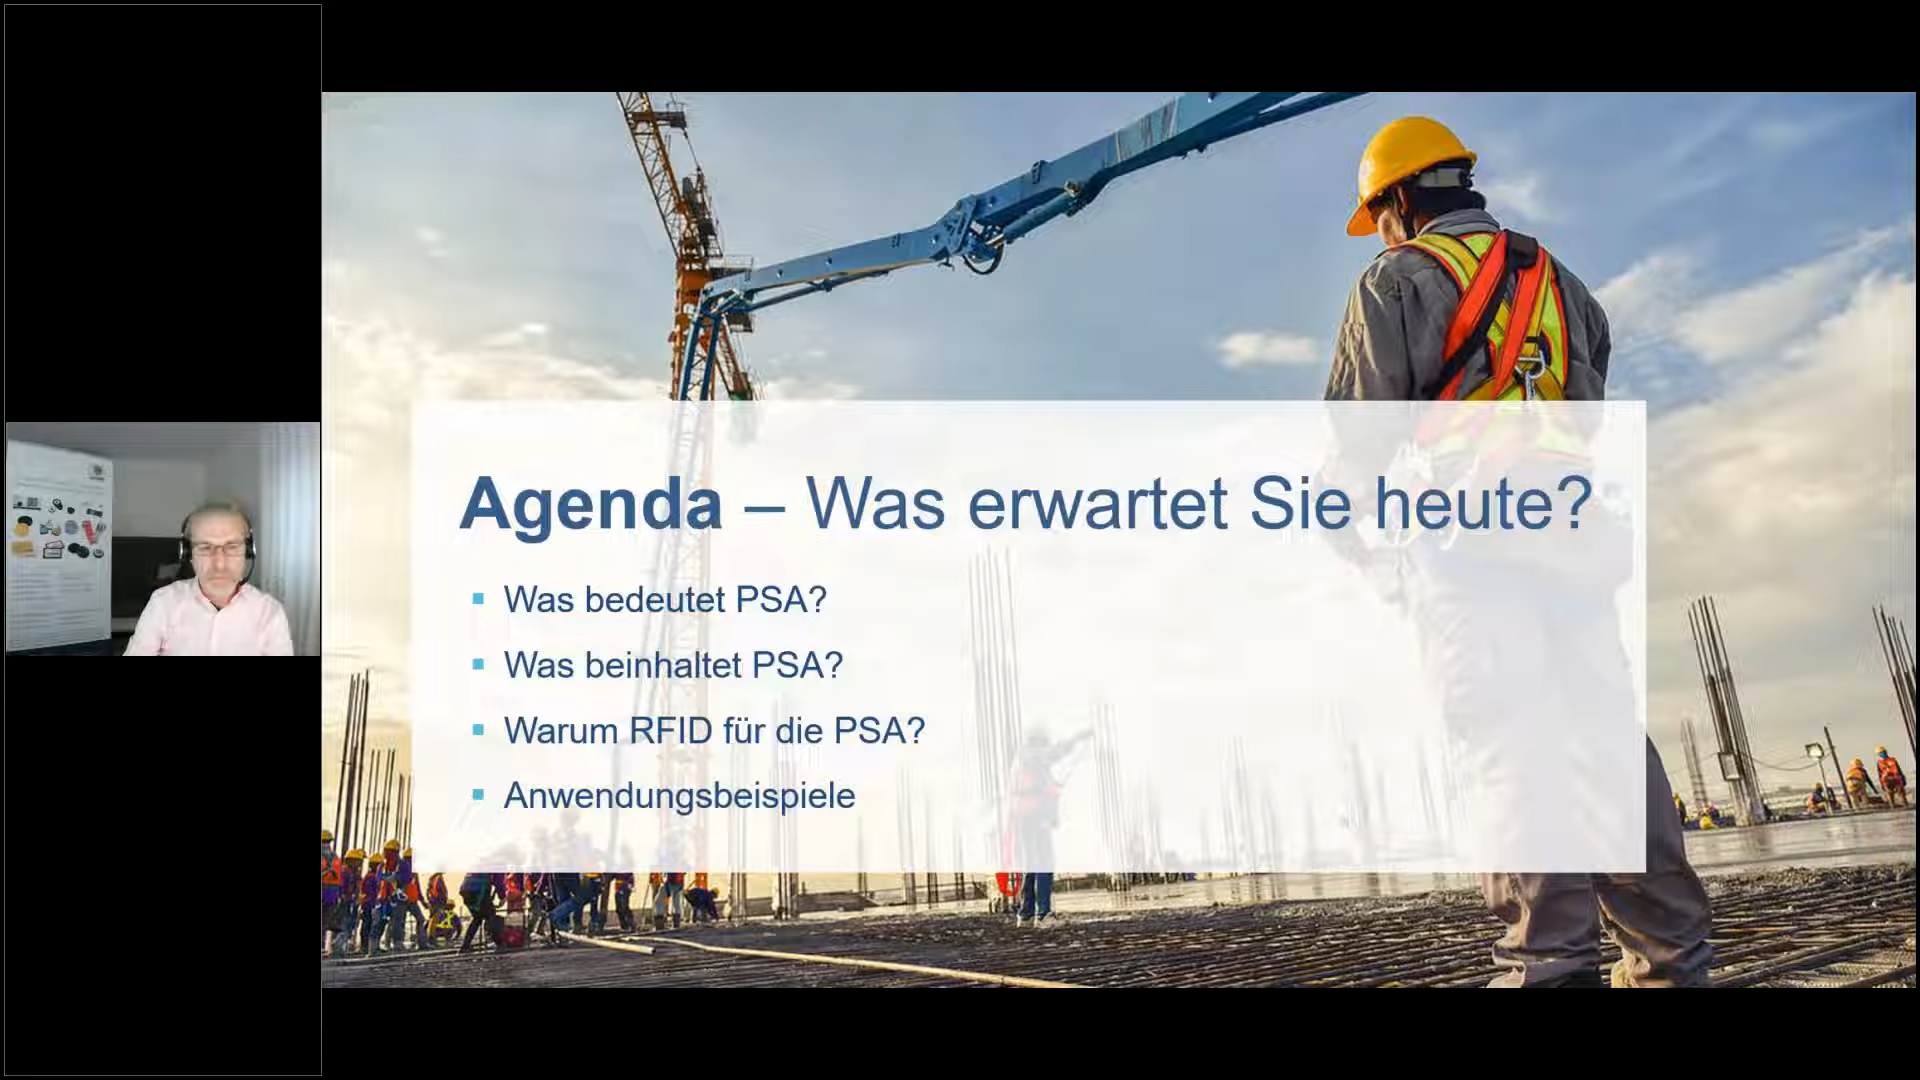 Agenda – Was erwartet Sie heute?
▪ Was bedeutet PSA?
▪ Was beinhaltet PSA?
▪ Warum RFID für die PSA?
▪ Anwendungsbeispiele